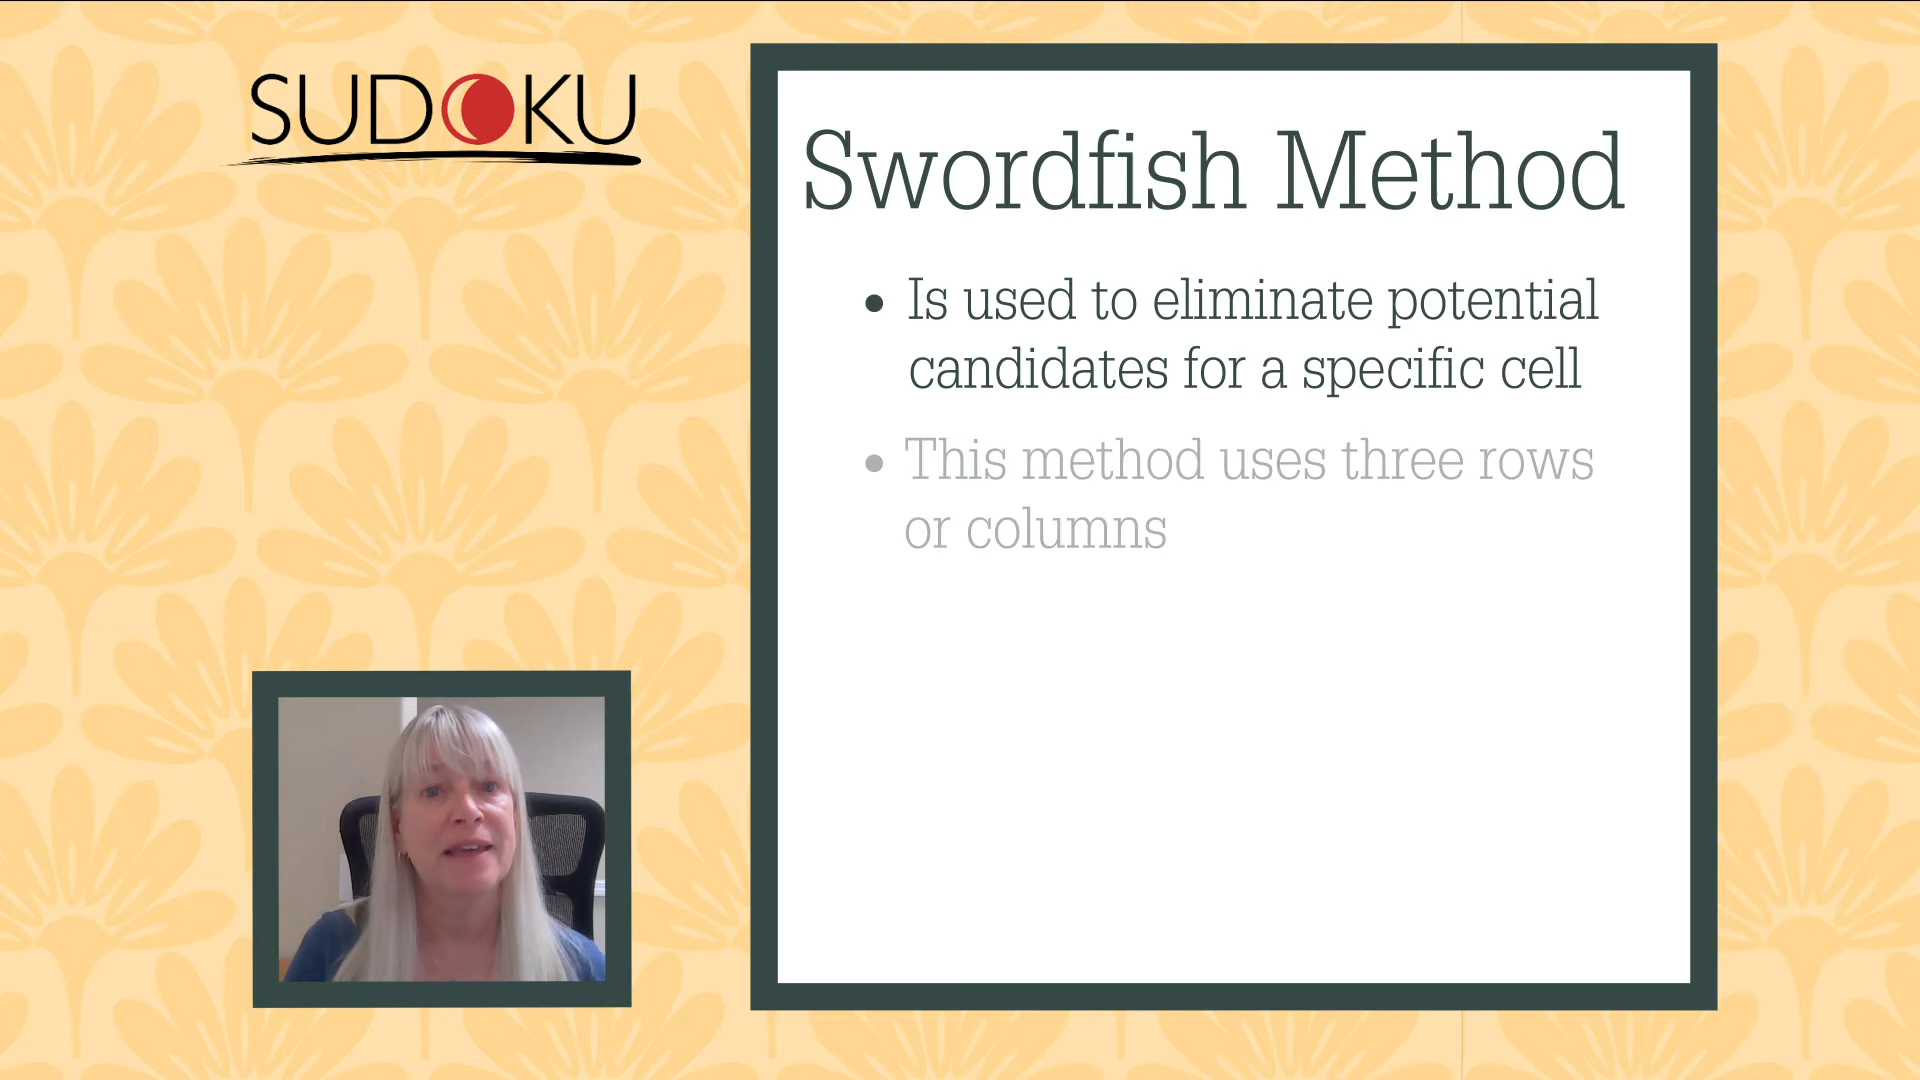 SUDOKU
Swordfish Method
• Is used to eliminate potential
candidates for a specific cell
• This method uses three rows
or columns